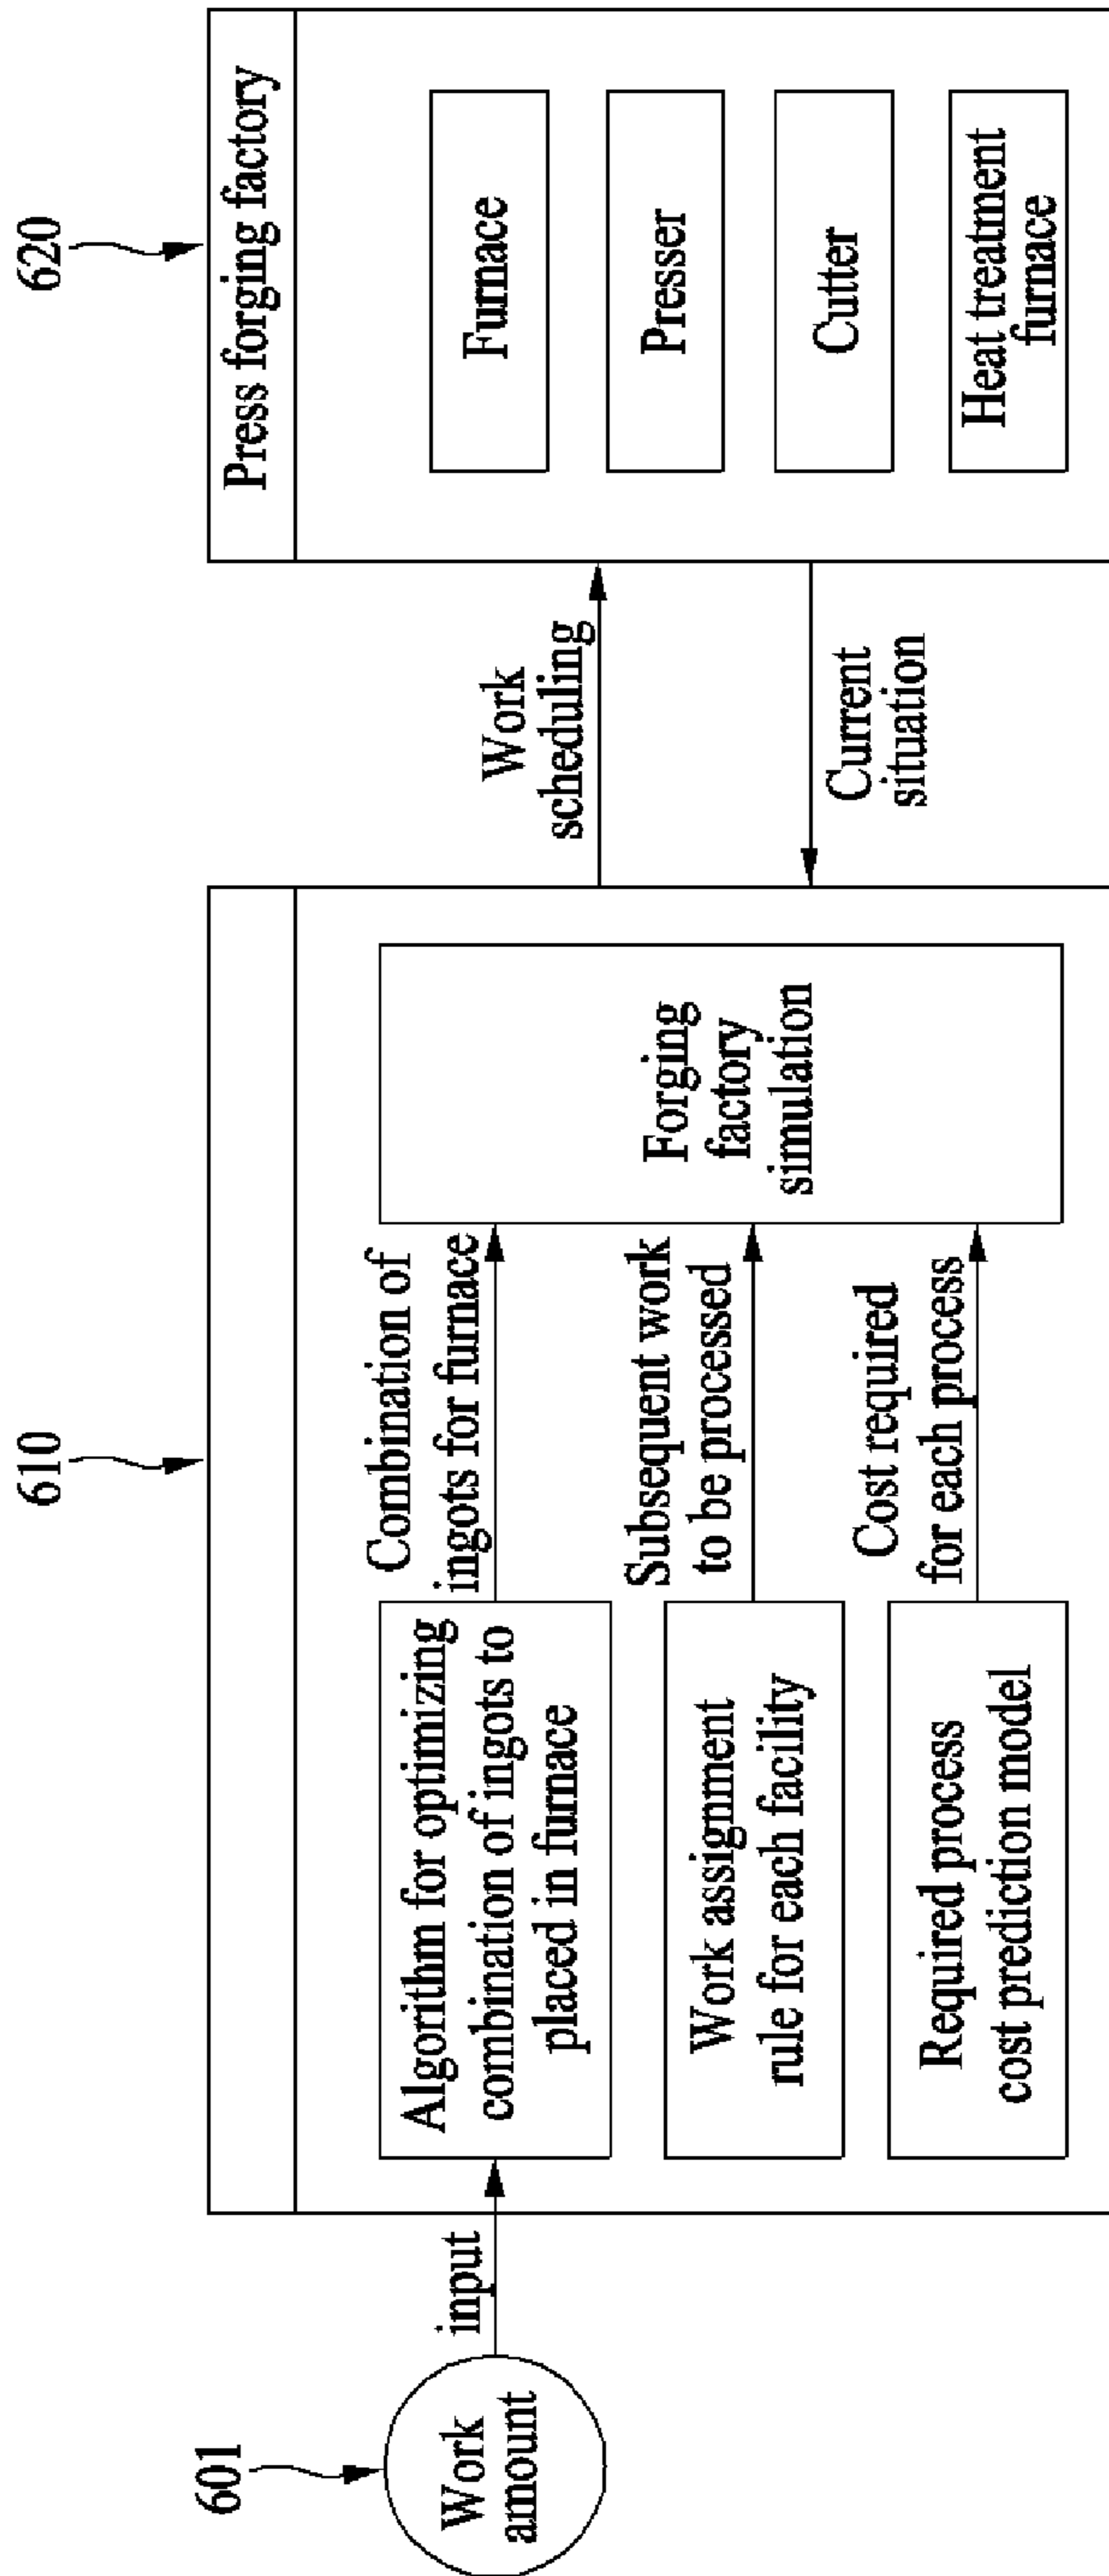 601
Work
amount
input
610
Algorithm for optimizing
combination of ingots to
placed in furnace
Combination of
ingots for furnace
Work assignment
rule for each facility
Subsequent work
to be processed
Required process
cost prediction model
Cost required
for each process
Forging
factory
simulation
Work
scheduling
Current
situation
620
Press forging factory
Furnace
Presser
Cutter
Heat treatment
furnace